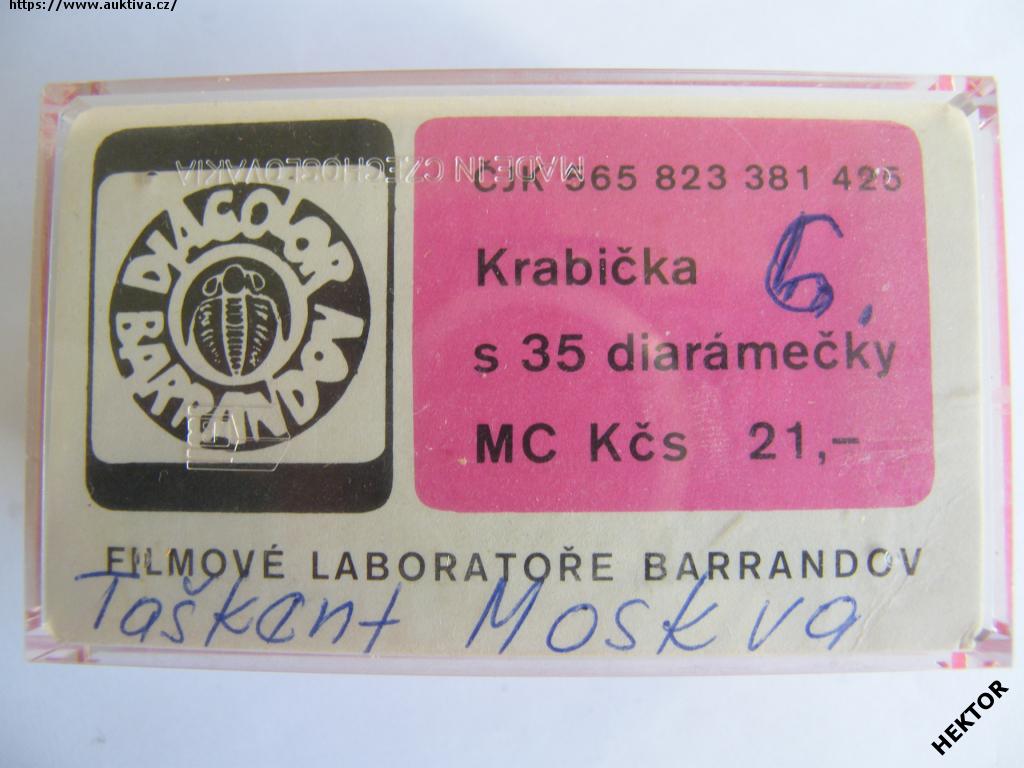 https://www.auktiva.cz/
MADE IN CZECHOSLOVAKIA
DIACOLOR
BARRANDOV
ČJK 565 823 381 425
Krabička 6.
s 35 diarámečky
MC Kčs 21,-
FILMOVÉ LABORATOŘE BARRANDOV
Taškent Moskva
HEKTOR